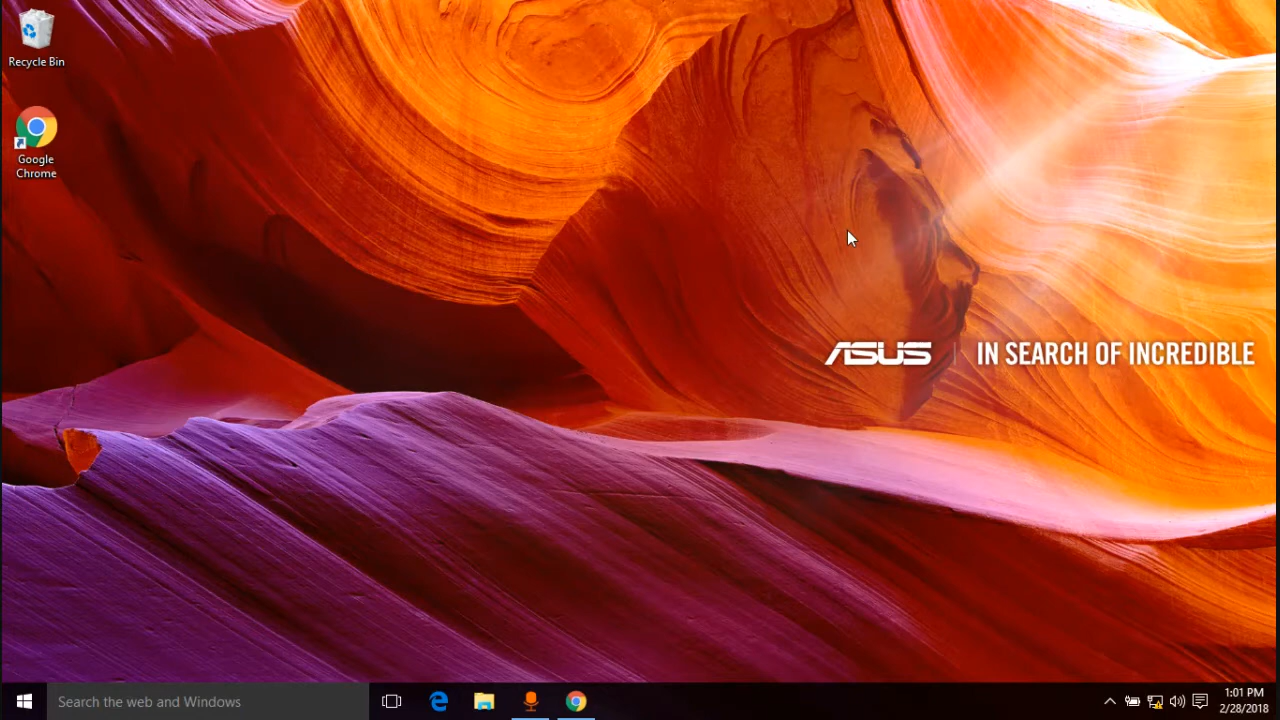 Recycle Bin
Google
Chrome
ASUS
IN SEARCH OF INCREDIBLE
Search the web and Windows
1:01 PM
2/28/2018